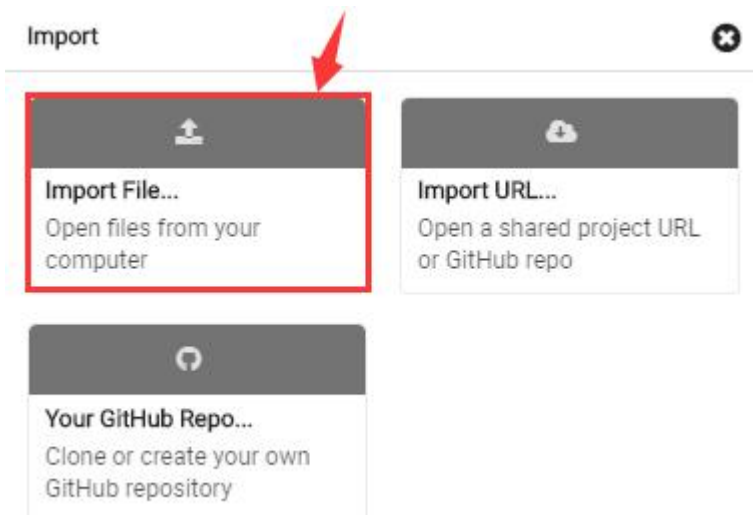 Import
Import File...
Open files from your
computer
Import URL...
Open a shared project URL
or GitHub repo
Your GitHub Repo...
Clone or create your own
GitHub repository